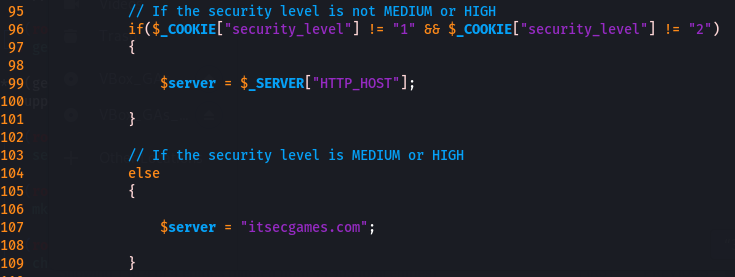 95 // If the security level is not MEDIUM or HIGH
96 if($_COOKIE["security_level"] != "1" && $_COOKIE["security_level"] != "2")
97 {
98
99 $server = $_SERVER["HTTP_HOST"];
100
101 }
102
103 // If the security level is MEDIUM or HIGH
104 else
105 {
106
107 $server = "itsecgames.com";
108
109 }